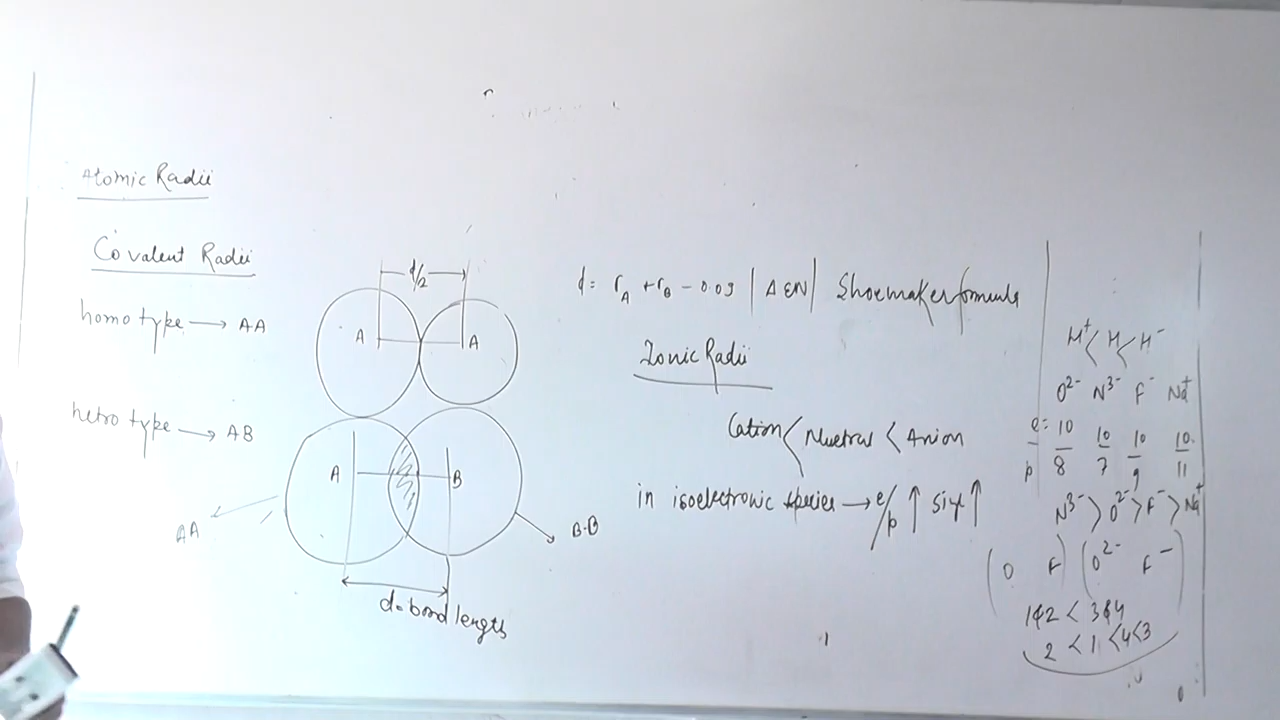 Atomic Radii
Covalent Radii
homo type → AA
hetro type → AB
d/2
A A
A B
AA
B-B
d = bond length
d = rA + rB - 0.09 |ΔEN| Shoemaker formula
Ionic Radii
Cation < Nuetral < Anion
in isoelectronic species → e/p ↑ size ↑
H+ < H < H-
O2- N3- F- Na+
e = 10 10 10 10
p 8 7 9 11
N3- > O2- > F- > Na+
(O F) (O2- F-)
1&2 < 3&4
2 < 1 < 4 < 3